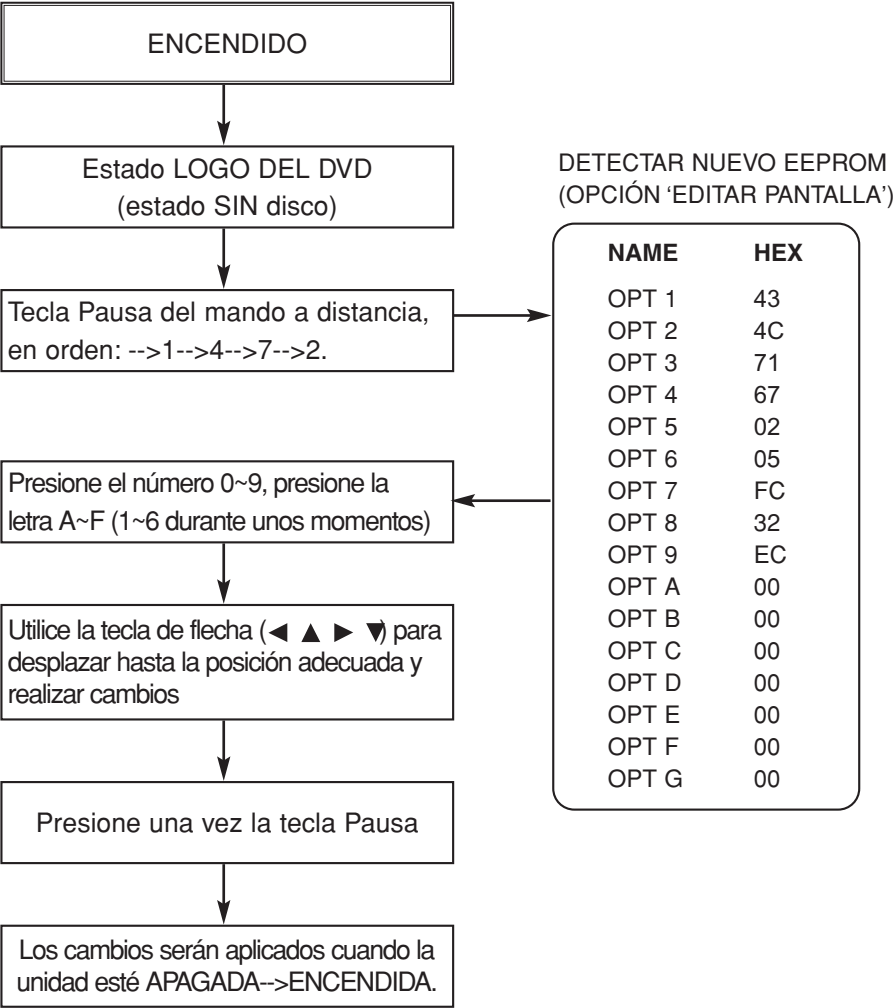 ENCENDIDO
Estado LOGO DEL DVD
(estado SIN disco)
Tecla Pausa del mando a distancia,
en orden: -->1-->4-->7-->2.
DETECTAR NUEVO EEPROM
(OPCIÓN ‘EDITAR PANTALLA’)
NAME HEX
OPT 1 43
OPT 2 4C
OPT 3 71
OPT 4 67
OPT 5 02
OPT 6 05
OPT 7 FC
OPT 8 32
OPT 9 EC
OPT A 00
OPT B 00
OPT C 00
OPT D 00
OPT E 00
OPT F 00
OPT G 00
Presione el número 0~9, presione la
letra A~F (1~6 durante unos momentos)
Utilice la tecla de flecha (◀ ▲ ▶ ▼) para
desplazar hasta la posición adecuada y
realizar cambios
Presione una vez la tecla Pausa
Los cambios serán aplicados cuando la
unidad esté APAGADA-->ENCENDIDA.